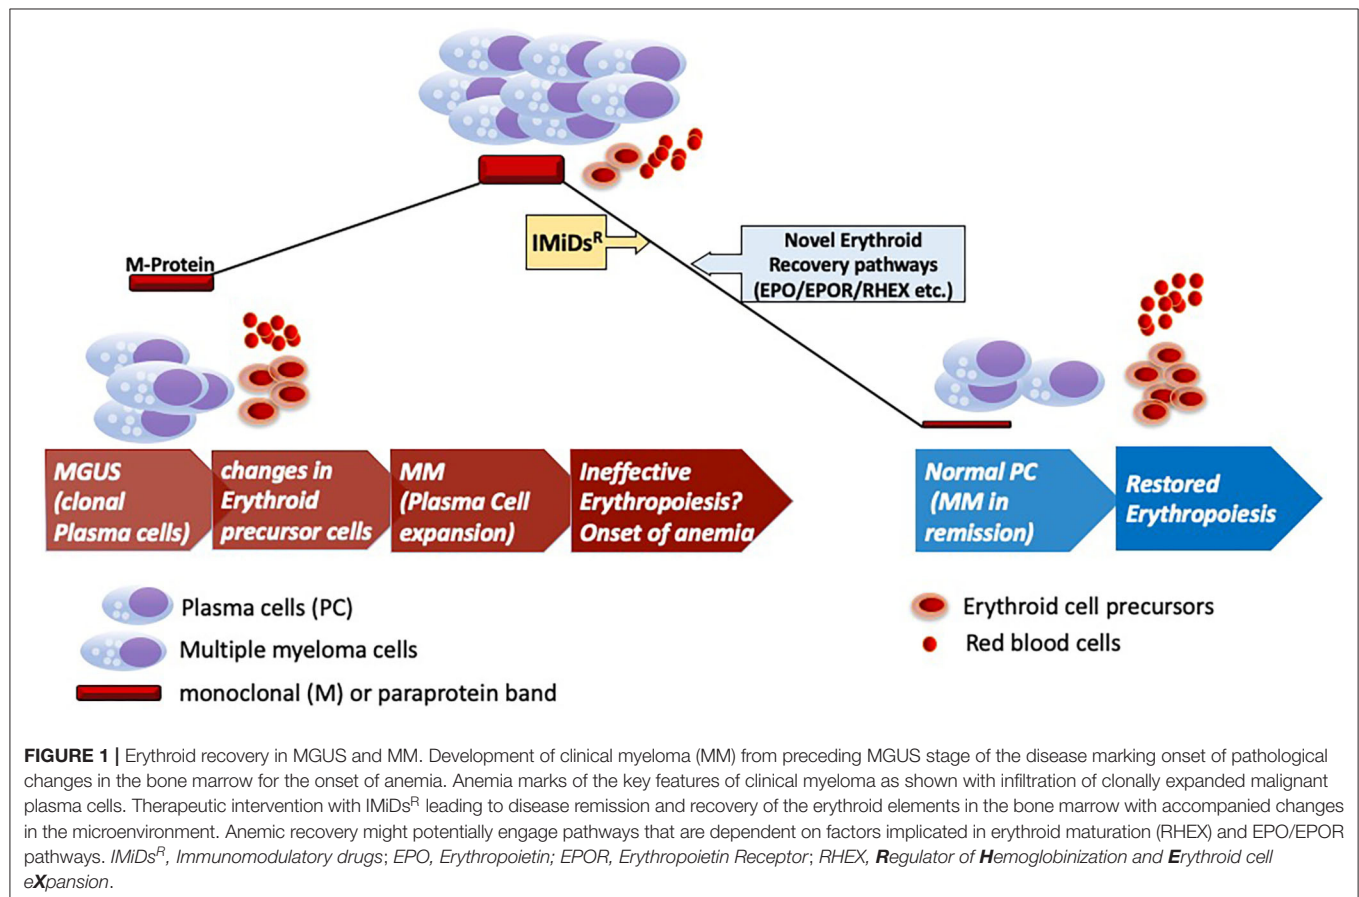 M-Protein
IMiDsR
Novel Erythroid
Recovery pathways
(EPO/EPOR/RHEX etc.)
MGUS
(clonal
Plasma cells)
changes in
Erythroid
precursor cells
MM
(Plasma Cell
expansion)
Ineffective
Erythropoiesis?
Onset of anemia
Normal PC
(MM in
remission)
Restored
Erythropoiesis
Plasma cells (PC)
Multiple myeloma cells
monoclonal (M) or paraprotein band
Erythroid cell precursors
Red blood cells
FIGURE 1 | Erythroid recovery in MGUS and MM. Development of clinical myeloma (MM) from preceding MGUS stage of the disease marking onset of pathological
changes in the bone marrow for the onset of anemia. Anemia marks of the key features of clinical myeloma as shown with infiltration of clonally expanded malignant
plasma cells. Therapeutic intervention with IMiDsR leading to disease remission and recovery of the erythroid elements in the bone marrow with accompanied changes
in the microenvironment. Anemic recovery might potentially engage pathways that are dependent on factors implicated in erythroid maturation (RHEX) and EPO/EPOR
pathways. IMiDsR, Immunomodulatory drugs; EPO, Erythropoietin; EPOR, Erythropoietin Receptor; RHEX, Regulator of Hemoglobinization and Erythroid cell
eXpansion.